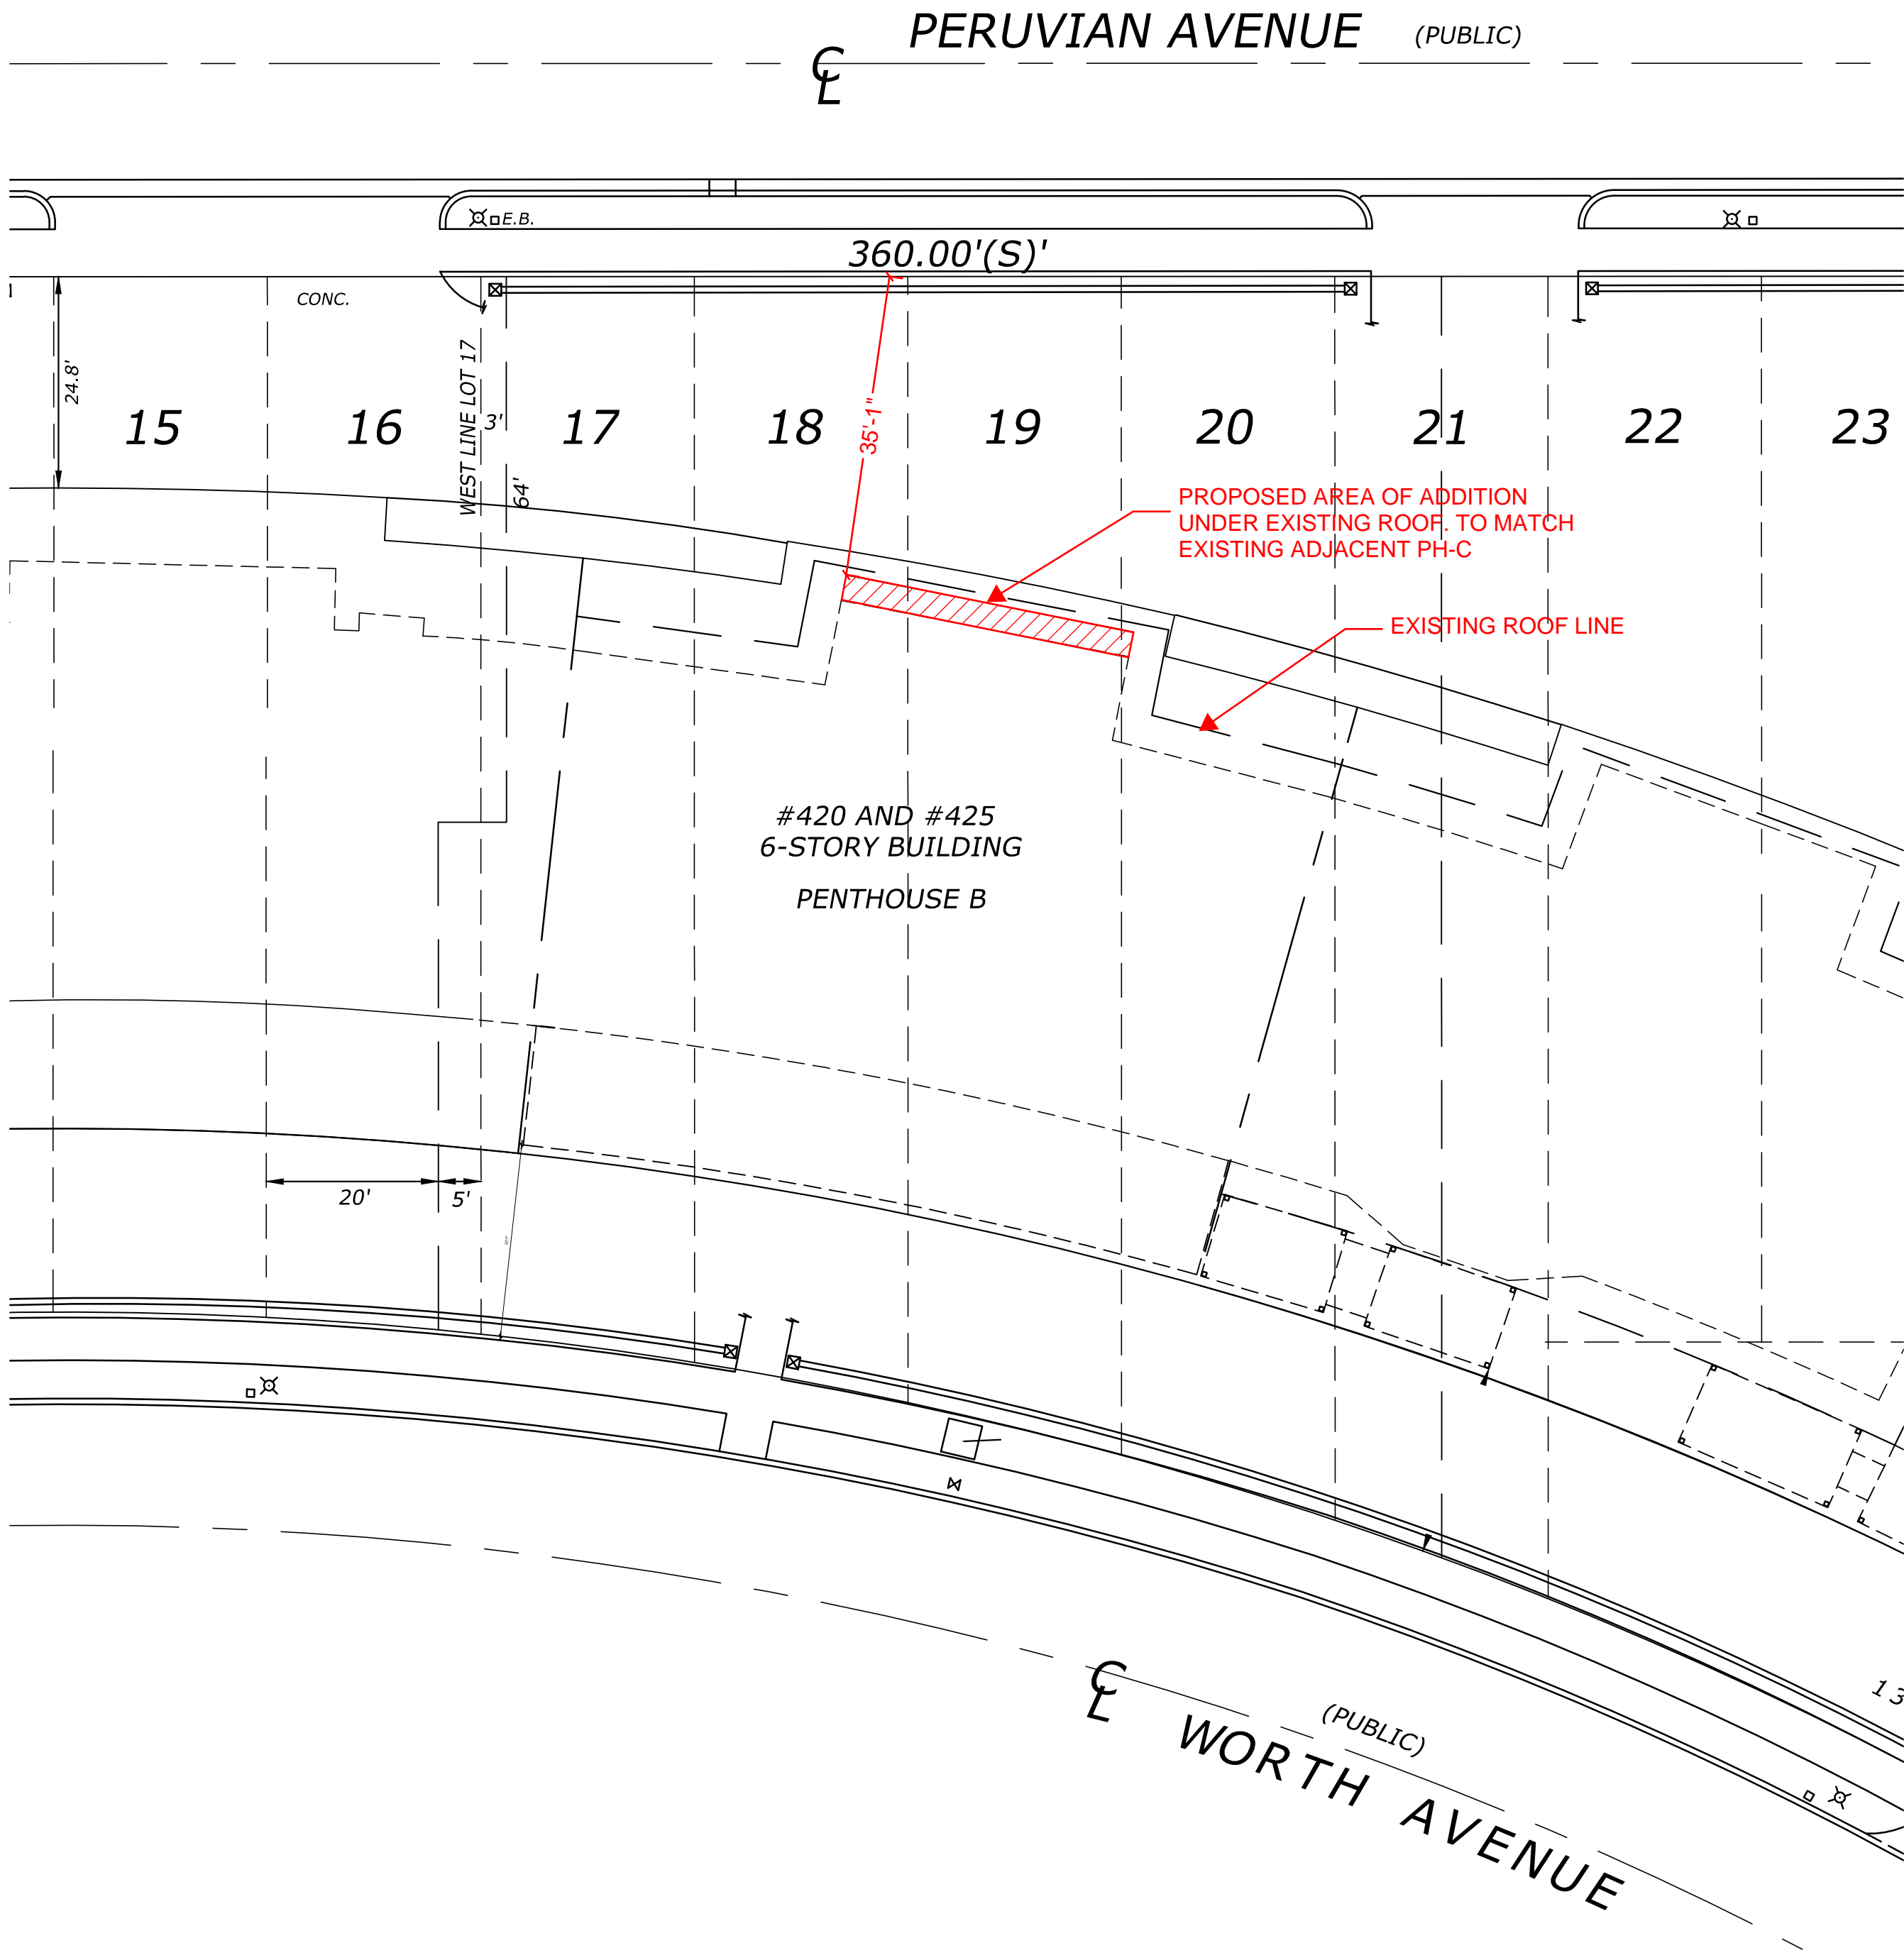 PERUVIAN AVENUE (PUBLIC)
CL
E.B.
360.00'(S)'
CONC.
24.8'
WEST LINE LOT 17
3'
64'
35'-1"
15 16 17 18 19 20 21 22 23
PROPOSED AREA OF ADDITION
UNDER EXISTING ROOF. TO MATCH
EXISTING ADJACENT PH-C
EXISTING ROOF LINE
#420 AND #425
6-STORY BUILDING
PENTHOUSE B
20' 5'
CL
(PUBLIC)
WORTH AVENUE